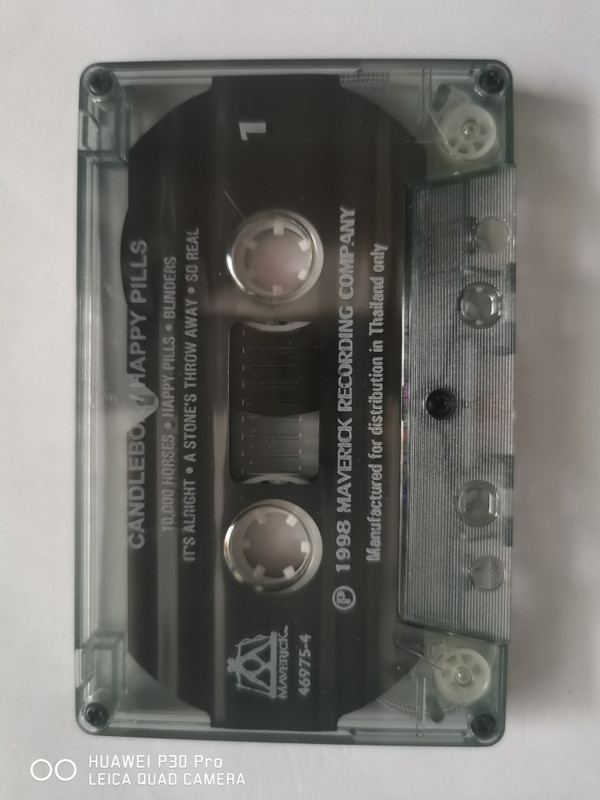 CANDLEBOX / HAPPY PILLS
10,000 HORSES • HAPPY PILLS • BLINDERS
IT'S ALRIGHT • A STONE'S THROW AWAY • SO REAL
1
MAVERICK™
46975-4
℗ 1998 MAVERICK RECORDING COMPANY
Manufactured for distribution in Thailand only
HUAWEI P30 Pro
LEICA QUAD CAMERA